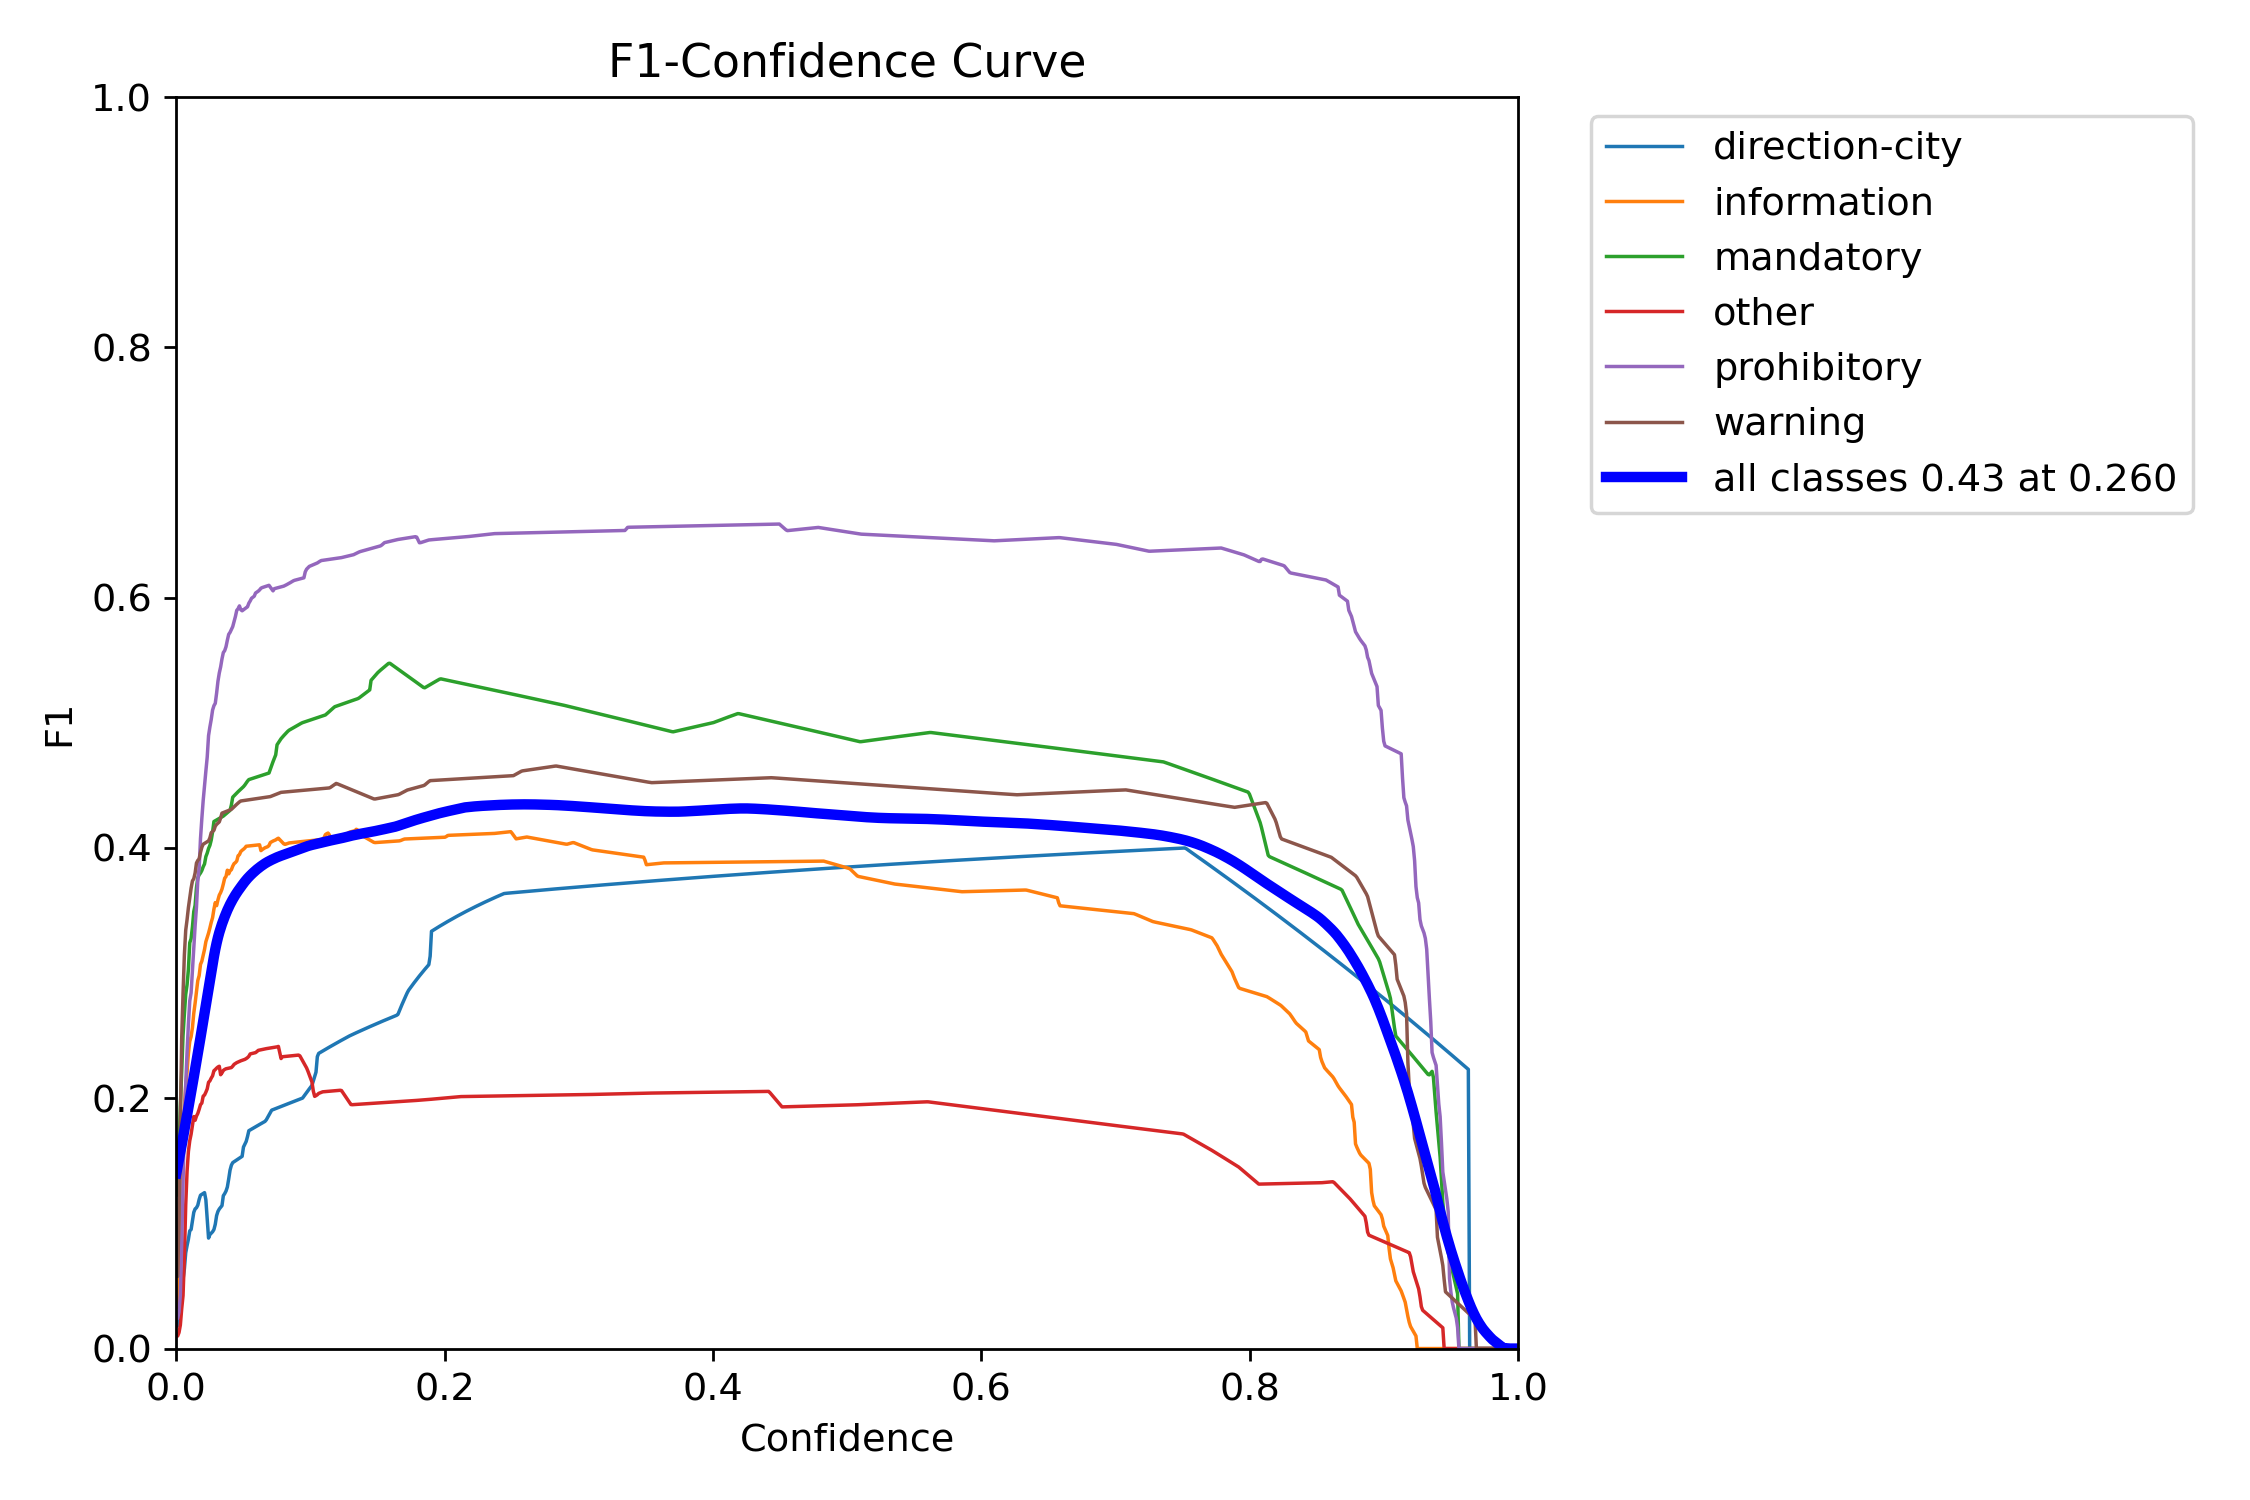 F1-Confidence Curve
1.0
0.8
0.6
0.4
0.2
0.0
F1
0.0 0.2 0.4 0.6 0.8 1.0
Confidence
direction-city
information
mandatory
other
prohibitory
warning
all classes 0.43 at 0.260